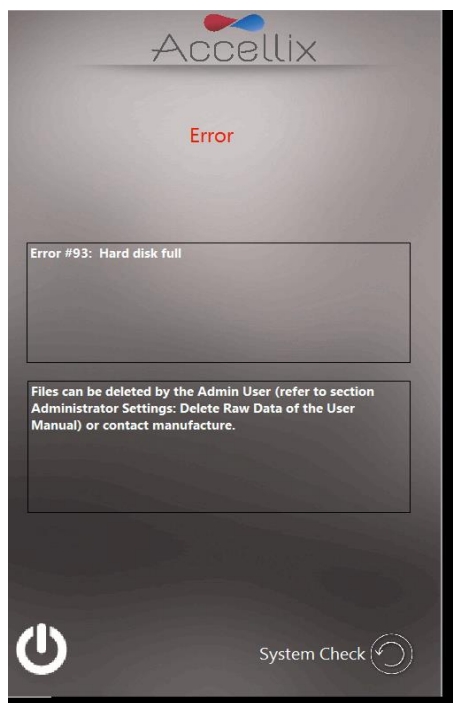 Accellix
Error
Error #93:  Hard disk full
Files can be deleted by the Admin User (refer to section
Administrator Settings: Delete Raw Data of the User
Manual) or contact manufacture.
System Check